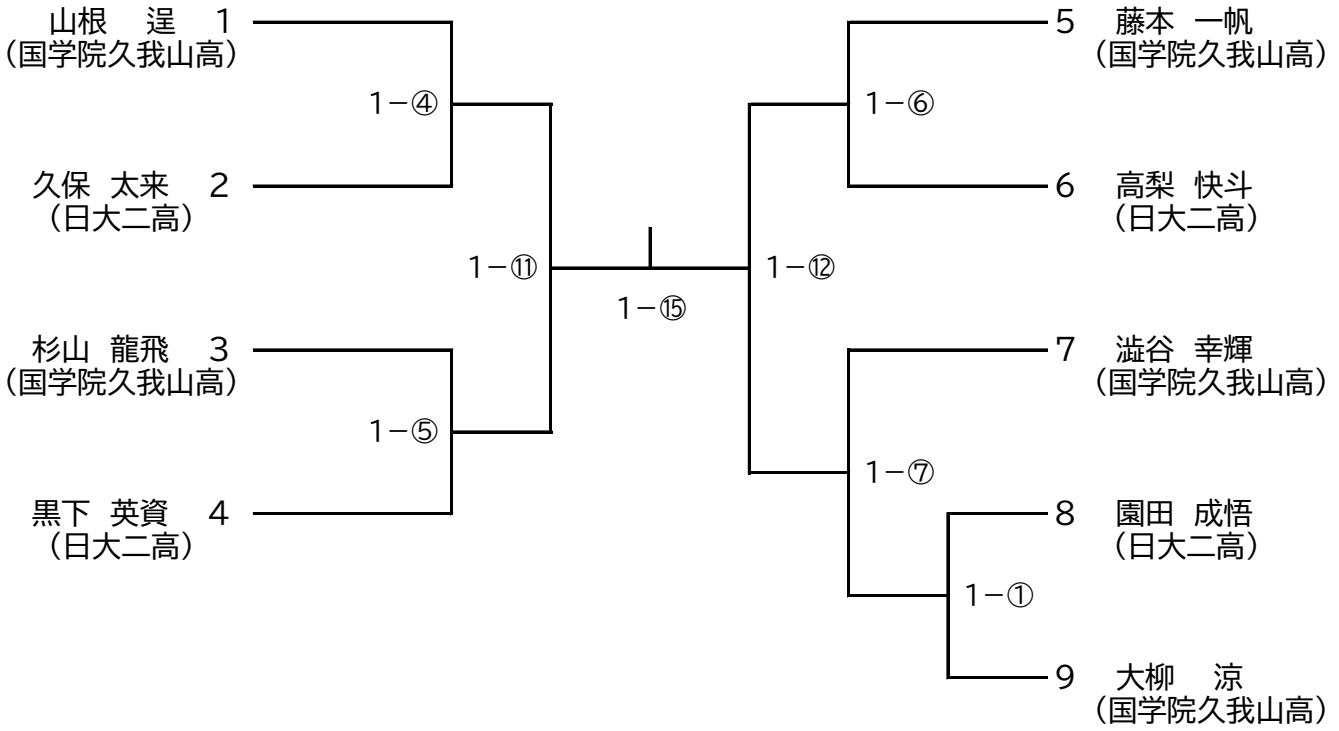 山根 逞 1
(国学院久我山高)
1-④
久保 太来 2
(日大二高)
1-⑪
杉山 龍飛 3
(国学院久我山高)
1-⑤
黒下 英資 4
(日大二高)
1-⑮
5 藤本 一帆
(国学院久我山高)
1-⑥
6 高梨 快斗
(日大二高)
1-⑫
7 澁谷 幸輝
(国学院久我山高)
1-⑦
8 園田 成悟
(日大二高)
1-①
9 大柳 涼
(国学院久我山高)